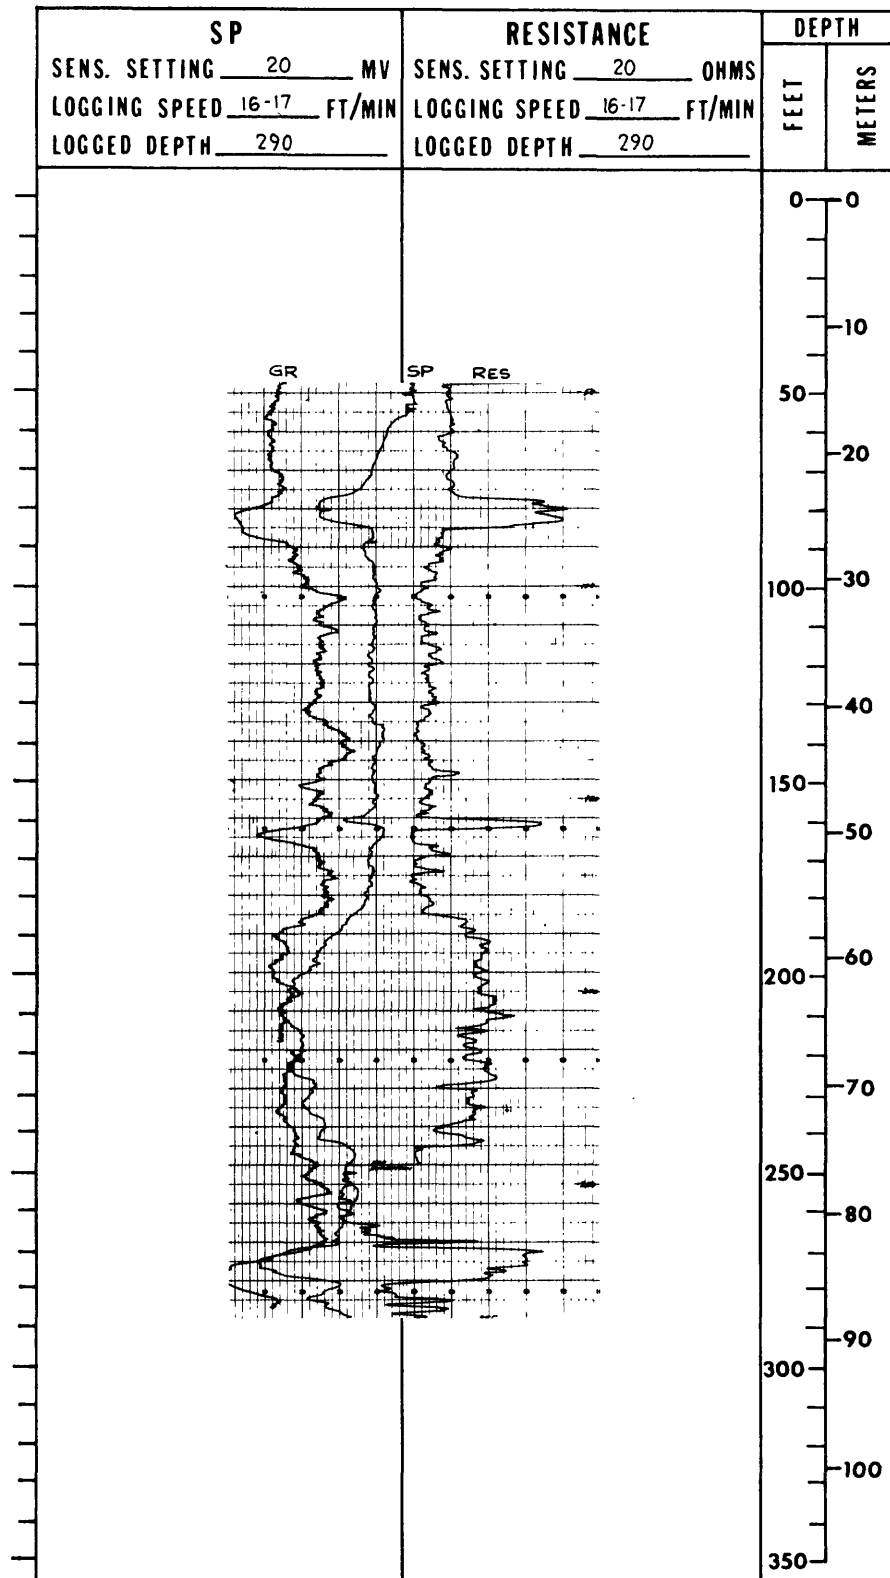 SP
RESISTANCE
DEPTH
SENS. SETTING 20 MV
SENS. SETTING 20 OHMS
LOGGING SPEED 16-17 FT/MIN
LOGGING SPEED 16-17 FT/MIN
LOGGED DEPTH 290
LOGGED DEPTH 290
FEET
METERS
0 0
10
GR SP RES
50
20
100 30
40
150
50
60
200
70
250
80
90
300
100
350